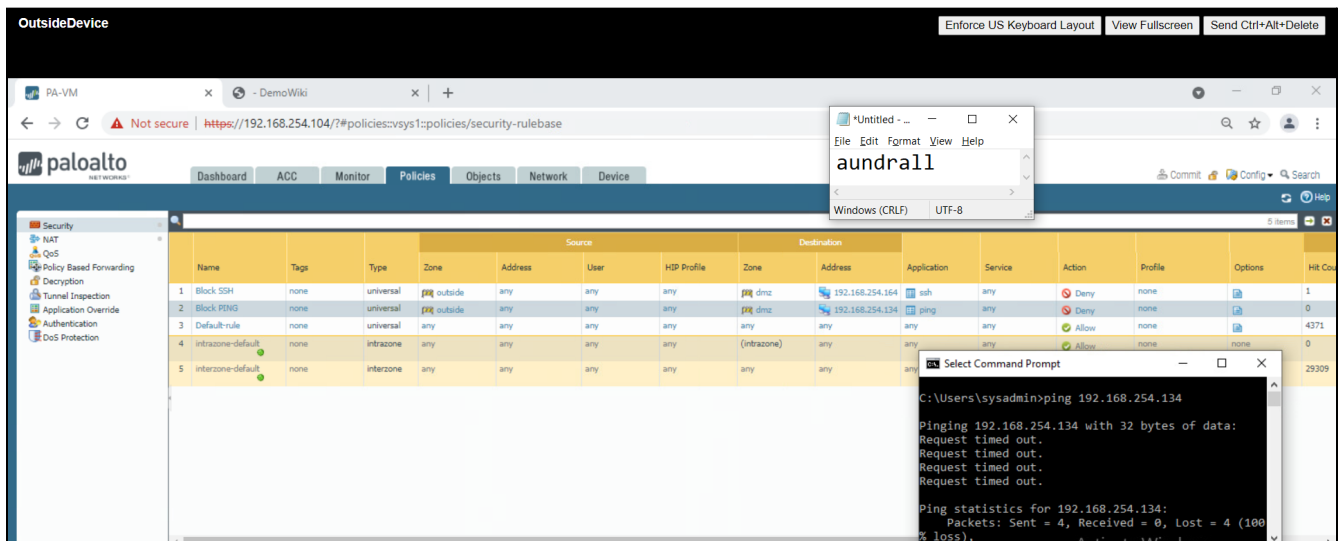 OutsideDevice
Enforce US Keyboard Layout View Fullscreen Send Ctrl+Alt+Delete
PA-VM
- DemoWiki
Not secure https://192.168.254.104/?#policies::vsys1::policies/security-rulebase
*Untitled - ...
File Edit Format View Help
aundrall
Windows (CRLF) UTF-8
paloalto
NETWORKS
Dashboard ACC Monitor Policies Objects Network Device
Commit Config Search
Help
5 items
Security
NAT
QoS
Policy Based Forwarding
Decryption
Tunnel Inspection
Application Override
Authentication
DoS Protection
Source Destination
Name Tags Type Zone Address User HIP Profile Zone Address Application Service Action Profile Options Hit Cou
1 Block SSH none universal outside any any any dmz 192.168.254.164 ssh any Deny none 1
2 Block PING none universal outside any any any dmz 192.168.254.134 ping any Deny none 0
3 Default-rule none universal any any any any any any any any Allow none 4371
4 intrazone-default none intrazone any any any any (intrazone) any any any Allow none none 0
5 interzone-default none interzone any any any any any any any 29309
Select Command Prompt
C:\Users\sysadmin>ping 192.168.254.134
Pinging 192.168.254.134 with 32 bytes of data:
Request timed out.
Request timed out.
Request timed out.
Request timed out.
Ping statistics for 192.168.254.134:
Packets: Sent = 4, Received = 0, Lost = 4 (100
% loss),